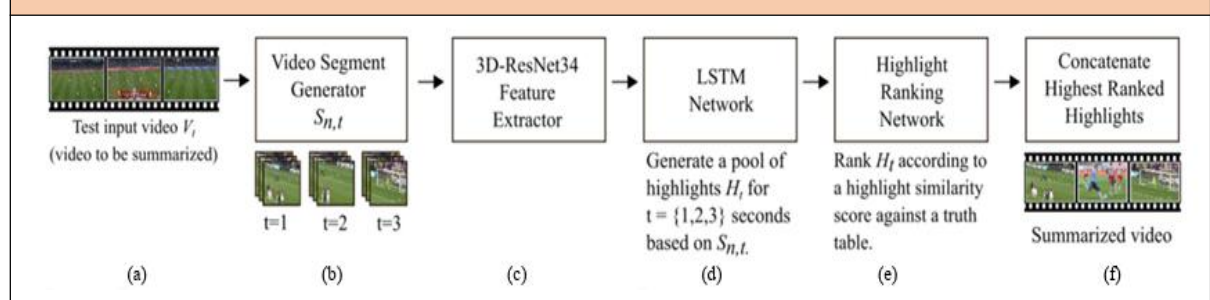 Test input video Vₜ
(video to be summarized)
Video Segment
Generator
Sₙ,ₜ
t=1 t=2 t=3
3D-ResNet34
Feature
Extractor
LSTM
Network
Generate a pool of
highlights Hₜ for
t = {1,2,3} seconds
based on Sₙ,ₜ.
Highlight
Ranking
Network
Rank Hₜ according to
a highlight similarity
score against a truth
table.
Concatenate
Highest Ranked
Highlights
Summarized video
(a) (b) (c) (d) (e) (f)